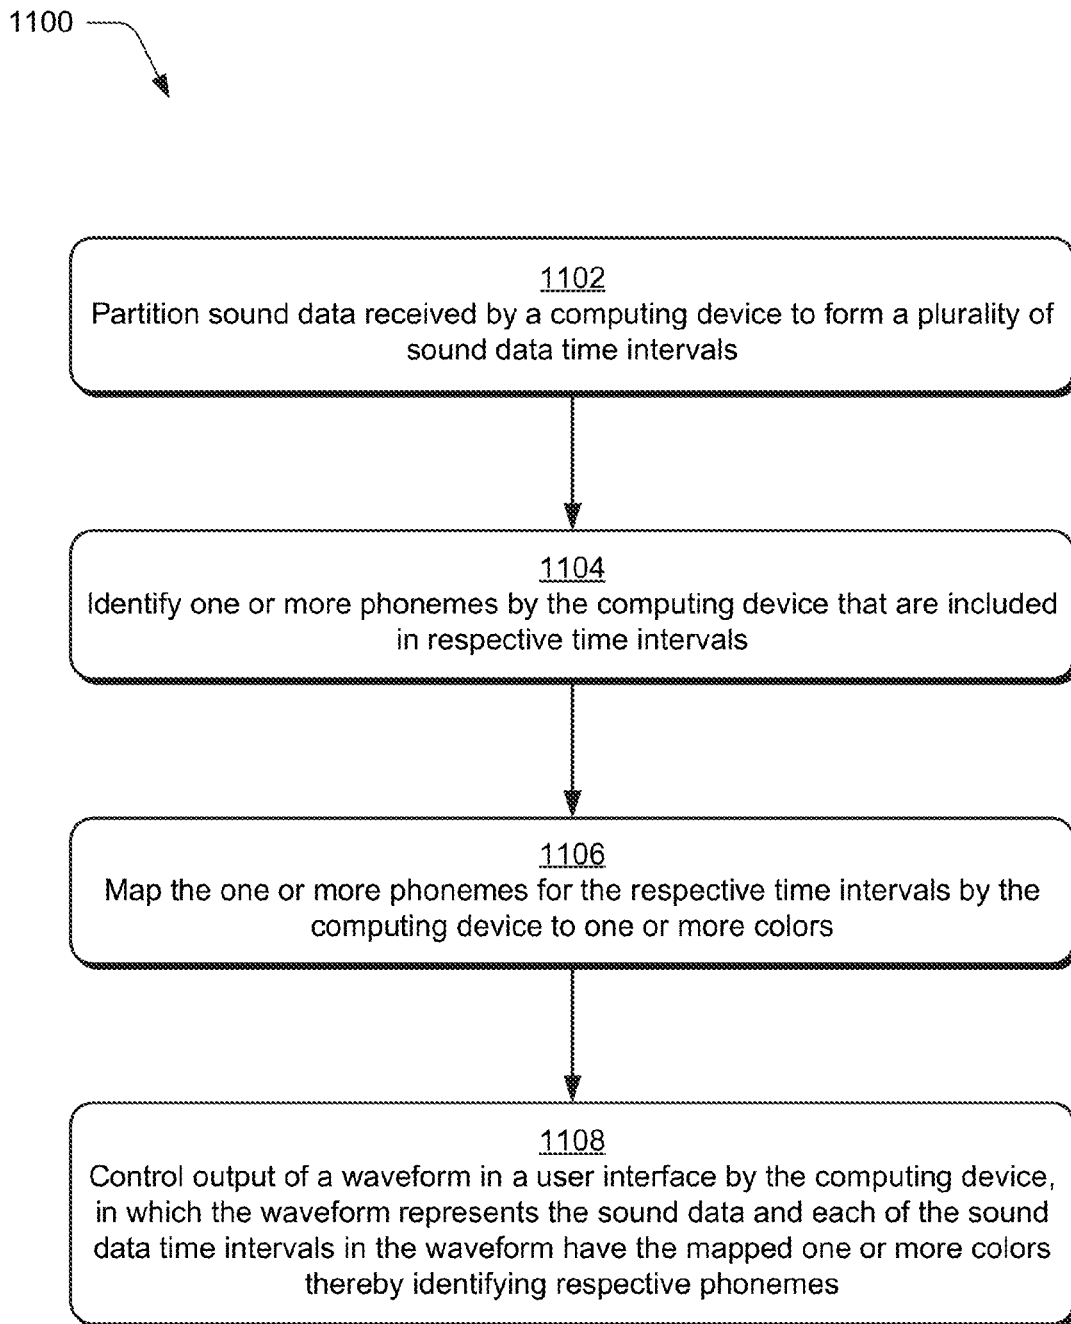 1100
1102
Partition sound data received by a computing device to form a plurality of
sound data time intervals
1104
Identify one or more phonemes by the computing device that are included
in respective time intervals
1106
Map the one or more phonemes for the respective time intervals by the
computing device to one or more colors
1108
Control output of a waveform in a user interface by the computing device,
in which the waveform represents the sound data and each of the sound
data time intervals in the waveform have the mapped one or more colors
thereby identifying respective phonemes